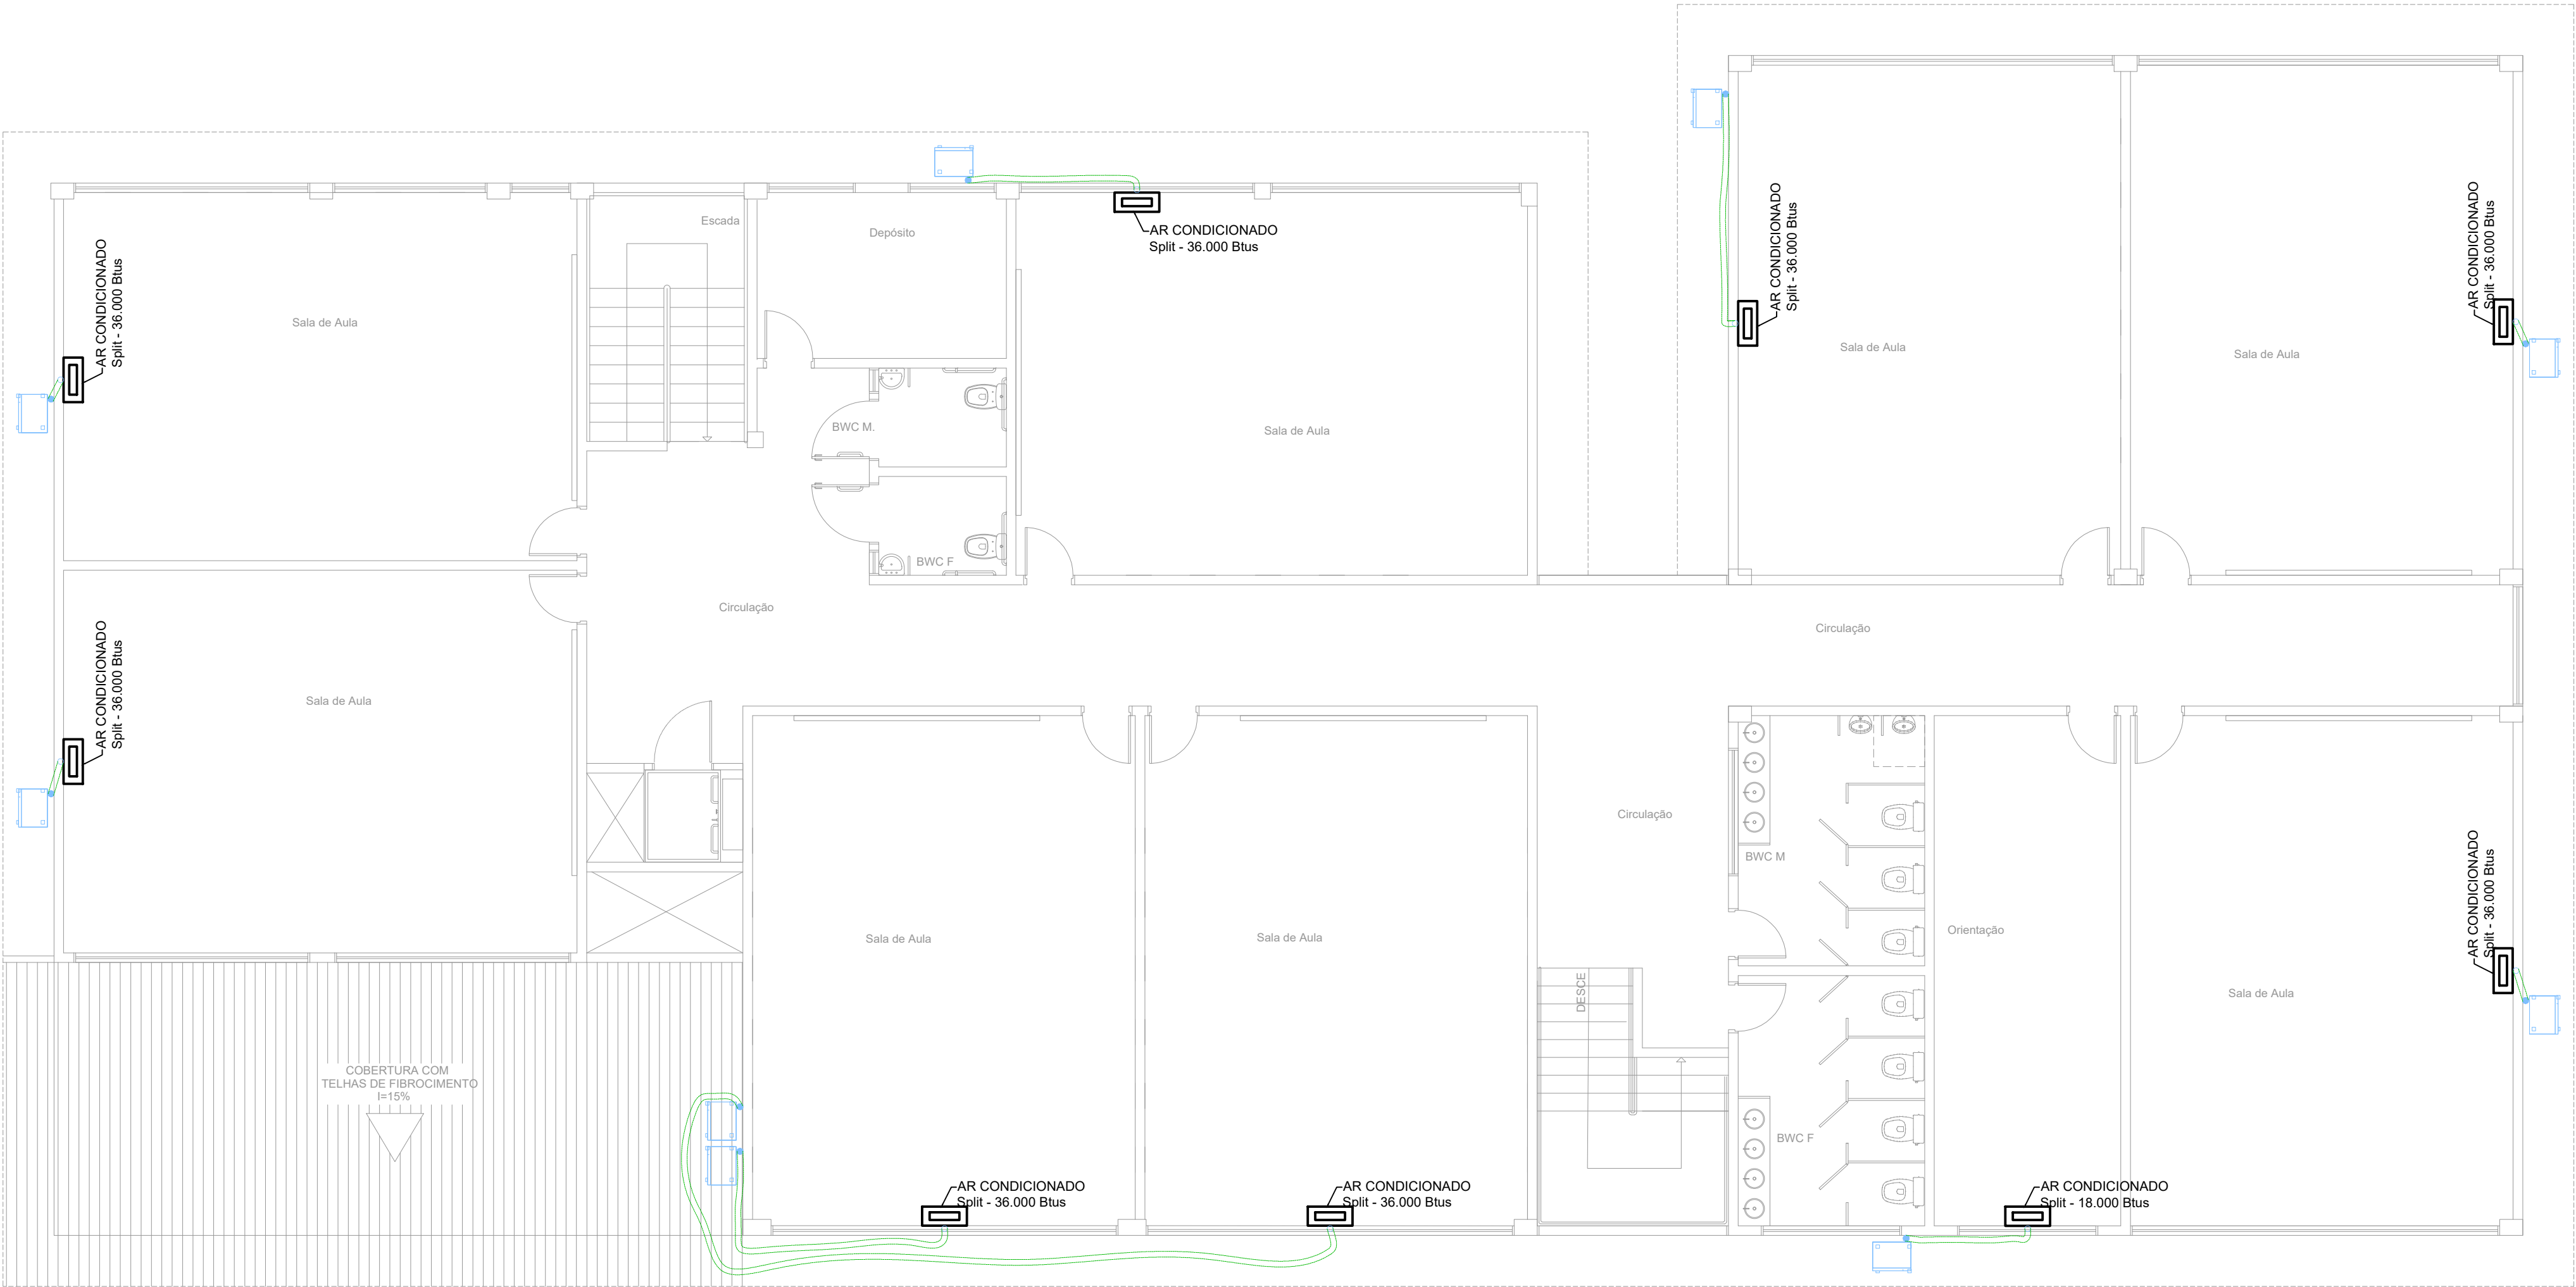 Escada
AR CONDICIONADO
Split - 36.000 Btus
Depósito
AR CONDICIONADO
Split - 36.000 Btus
AR CONDICIONADO
Split - 36.000 Btus
AR CONDICIONADO
Split - 36.000 Btus
Sala de Aula
Sala de Aula
Sala de Aula
BWC M.
Sala de Aula
BWC F
Circulação
Circulação
AR CONDICIONADO
Split - 36.000 Btus
Sala de Aula
Circulação
BWC M
AR CONDICIONADO
Split - 36.000 Btus
Sala de Aula
Sala de Aula
Orientação
DESCE
Sala de Aula
COBERTURA COM
TELHAS DE FIBROCIMENTO
I=15%
BWC F
AR CONDICIONADO
Split - 36.000 Btus
AR CONDICIONADO
Split - 36.000 Btus
AR CONDICIONADO
Split - 18.000 Btus